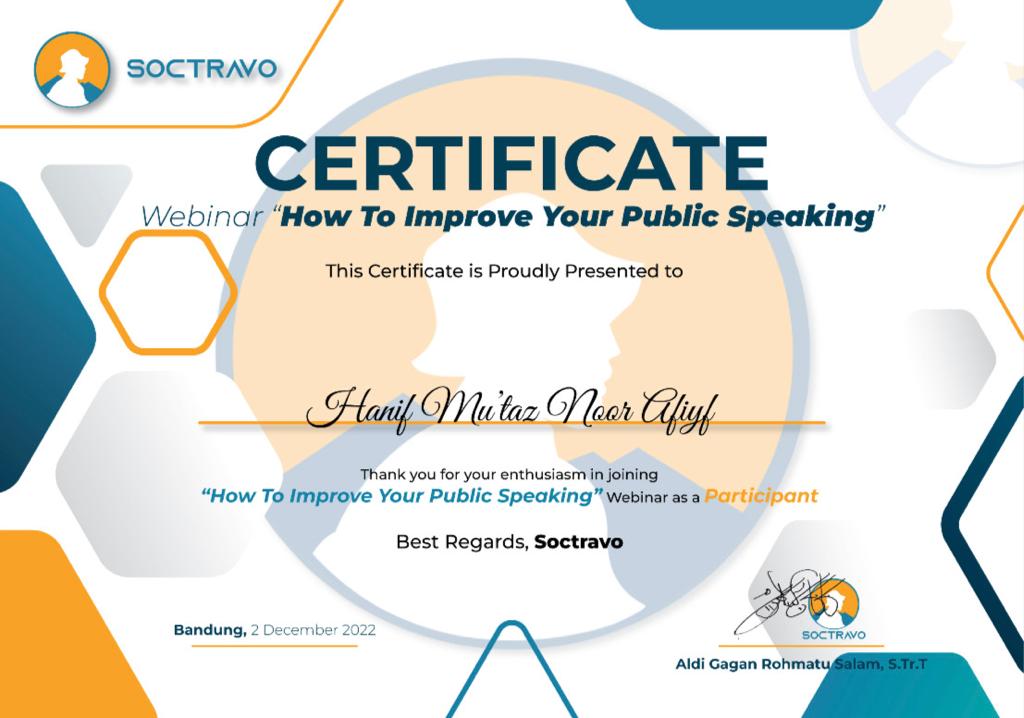 SOCTRAVO
CERTIFICATE
Webinar “How To Improve Your Public Speaking”
This Certificate is Proudly Presented to
Hanif Mu'taz Noor Afiyf
Thank you for your enthusiasm in joining
“How To Improve Your Public Speaking” Webinar as a Participant
Best Regards, Soctravo
Bandung, 2 December 2022
SOCTRAVO
Aldi Gagan Rohmatu Salam, S.Tr.T